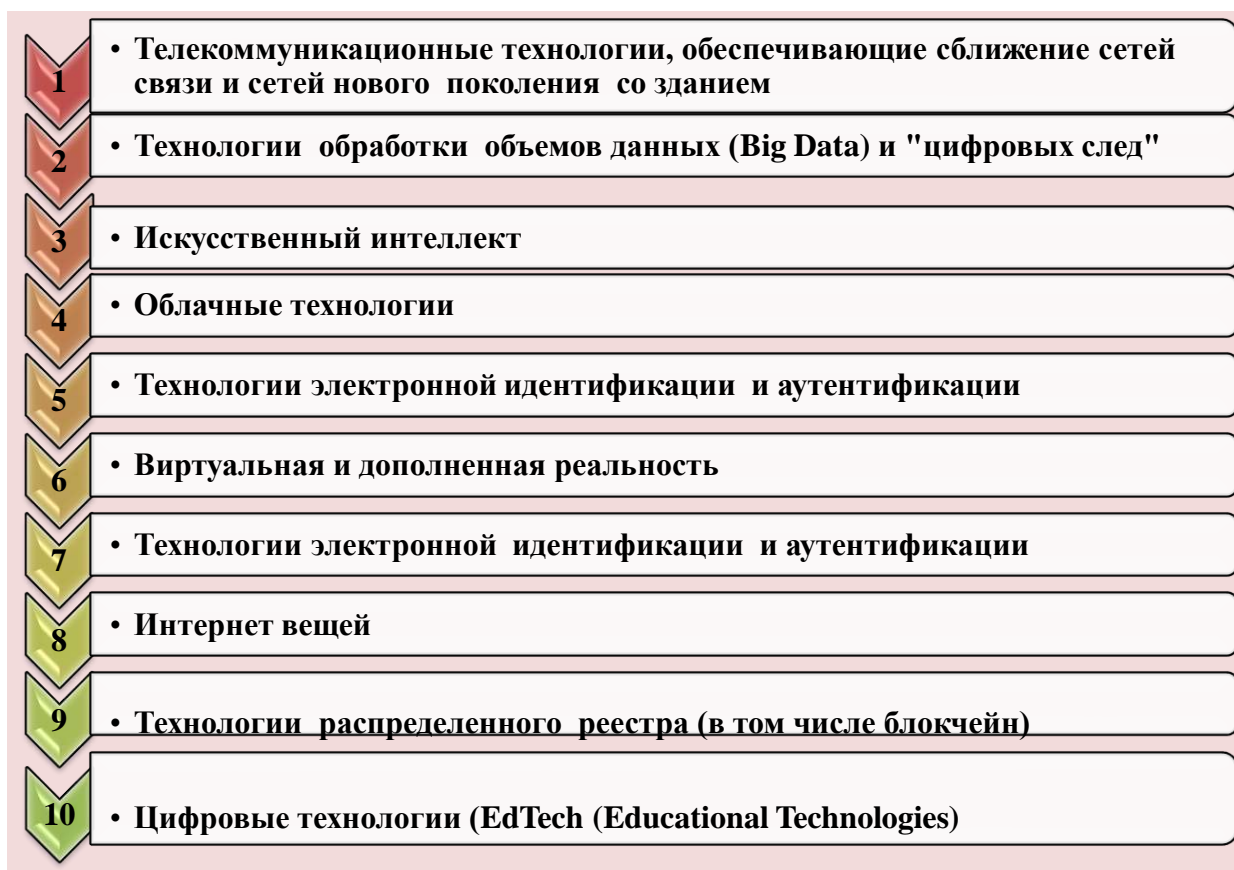 1
• Телекоммуникационные технологии, обеспечивающие сближение сетей
связи и сетей нового поколения со зданием
2
• Технологии обработки объемов данных (Big Data) и "цифровых след"
3
• Искусственный интеллект
4
• Облачные технологии
5
• Технологии электронной идентификации и аутентификации
6
• Виртуальная и дополненная реальность
7
• Технологии электронной идентификации и аутентификации
8
• Интернет вещей
9
• Технологии распределенного реестра (в том числе блокчейн)
10
• Цифровые технологии (EdTech (Educational Technologies)